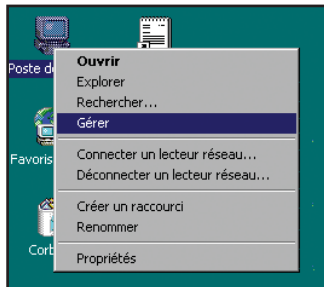 Poste de
Ouvrir
Explorer
Rechercher...
Gérer
Favoris
Connecter un lecteur réseau...
Déconnecter un lecteur réseau...
Créer un raccourci
Renommer
Corb
Propriétés